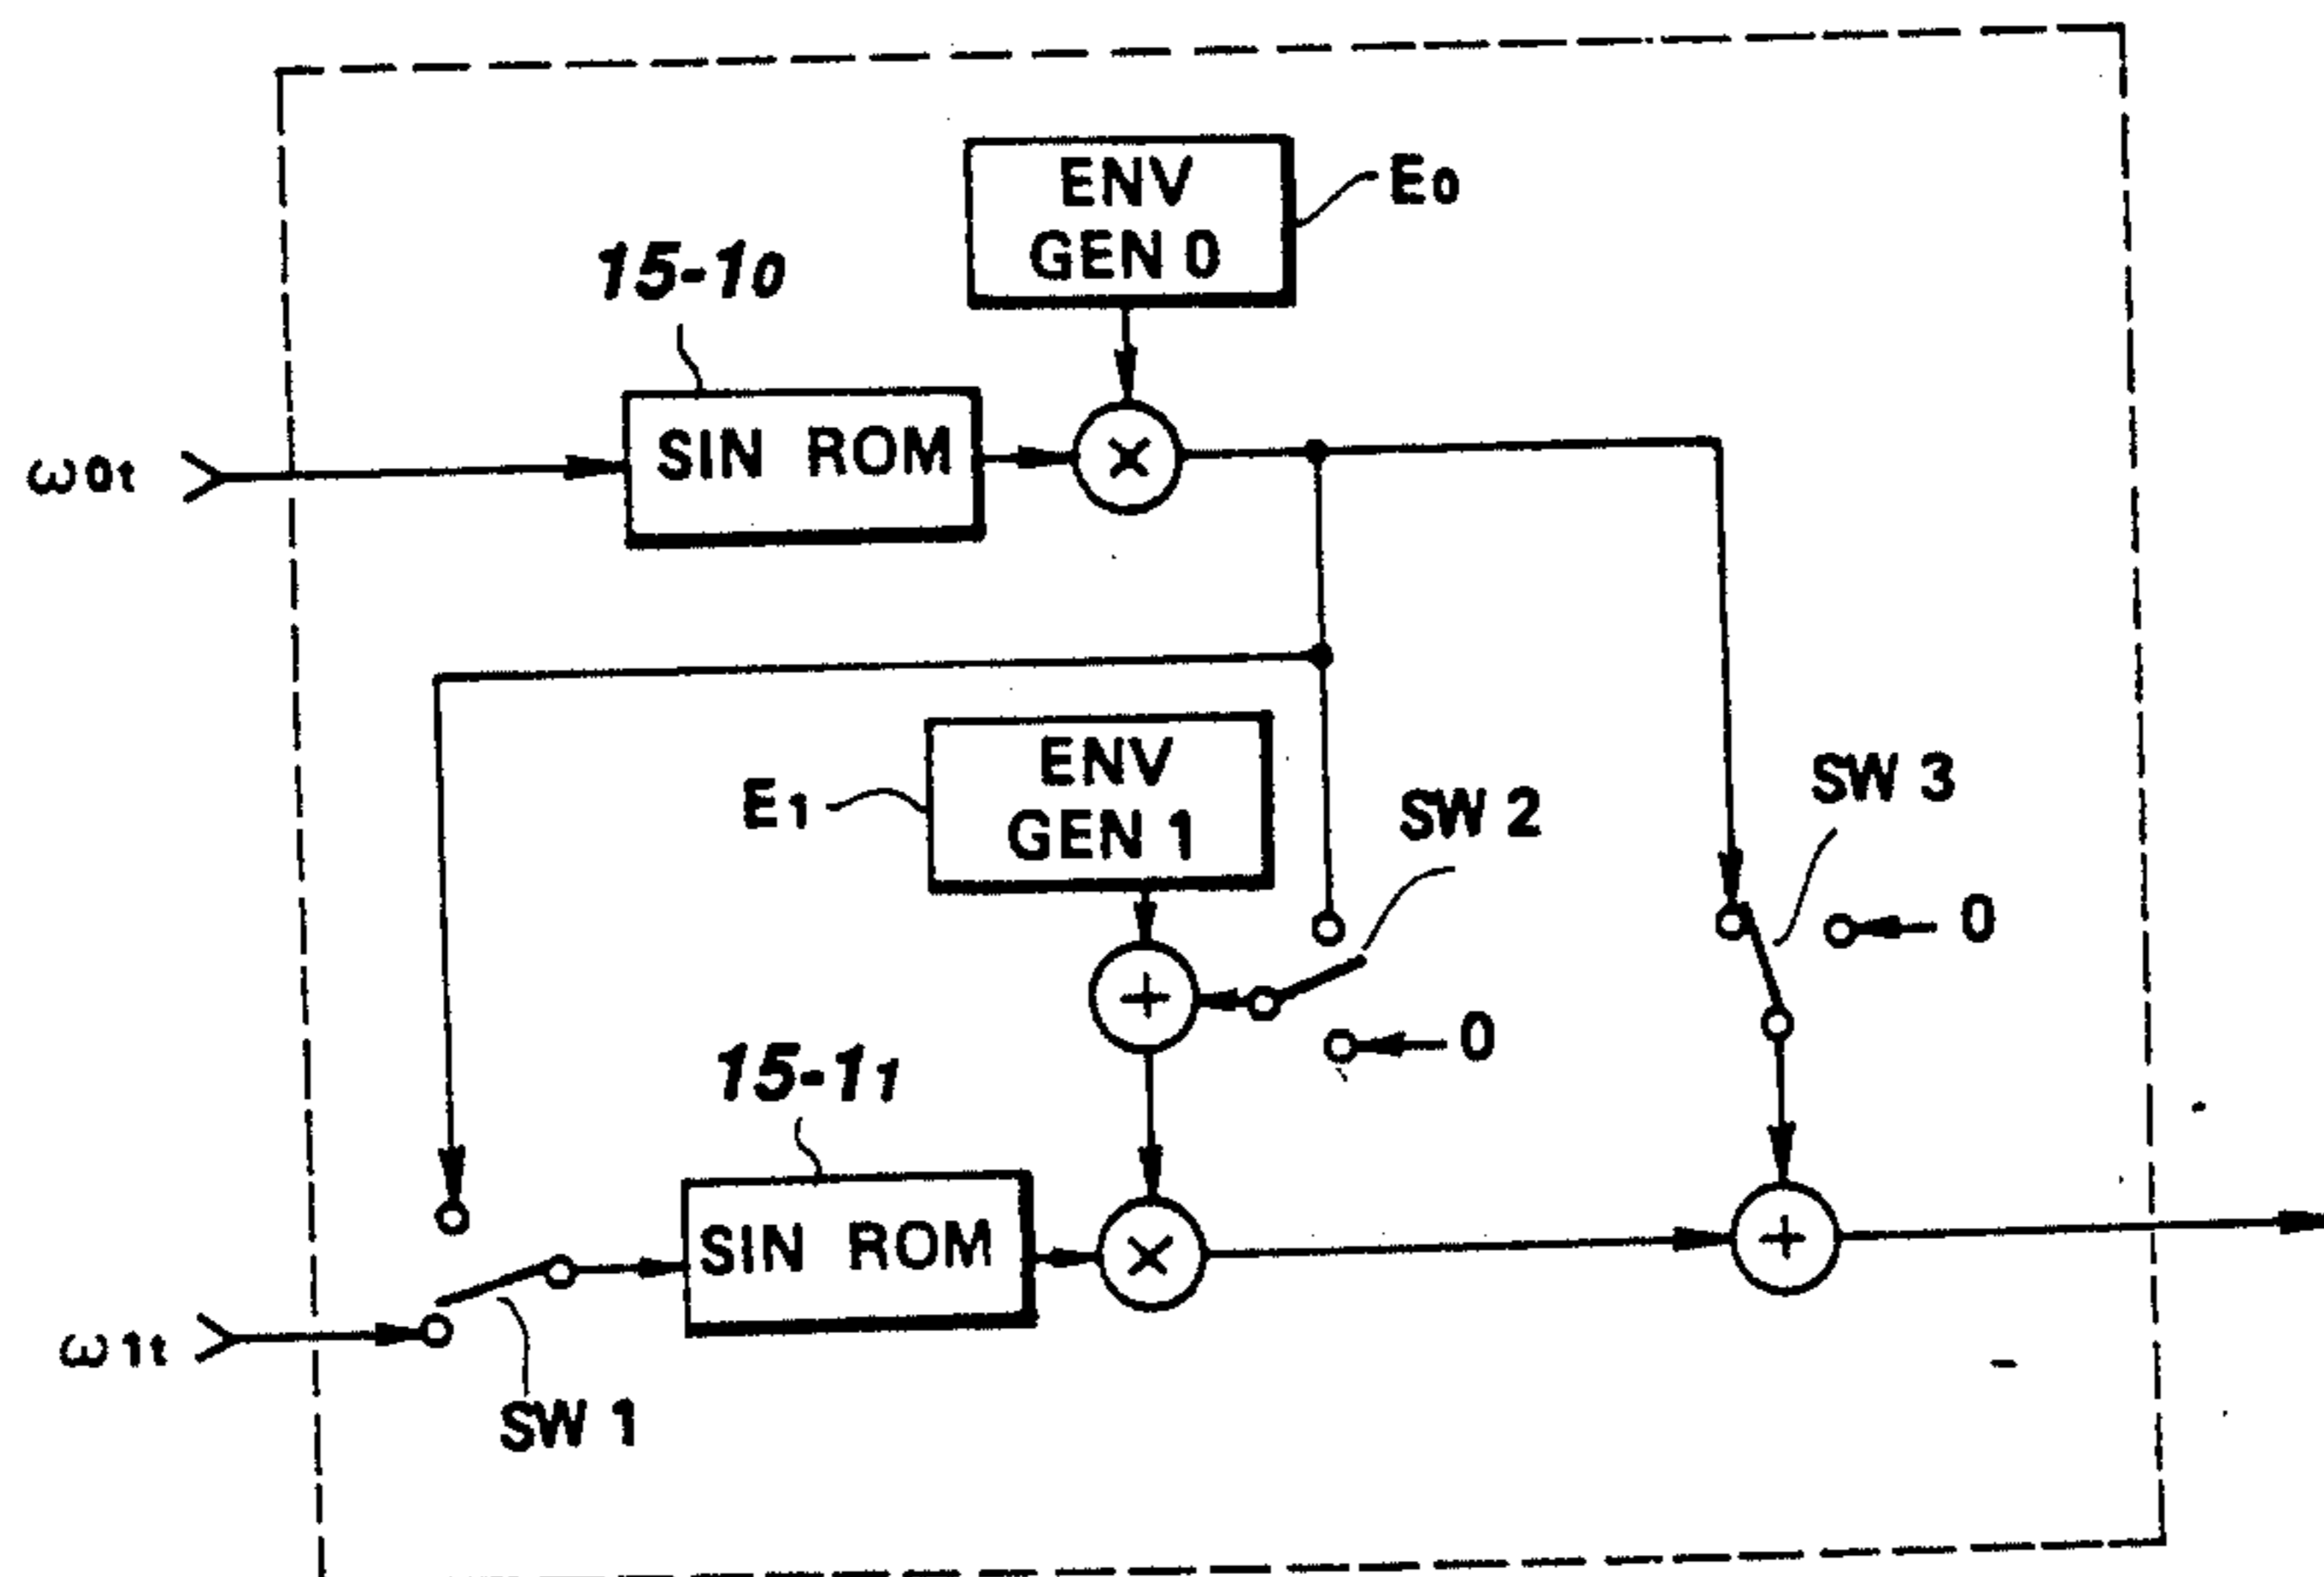 ENV
GEN 0
E0
15-10
SIN ROM
ω0t
ENV
GEN 1
E1
SW 2
SW 3
0
0
15-11
SIN ROM
ω1t
SW 1